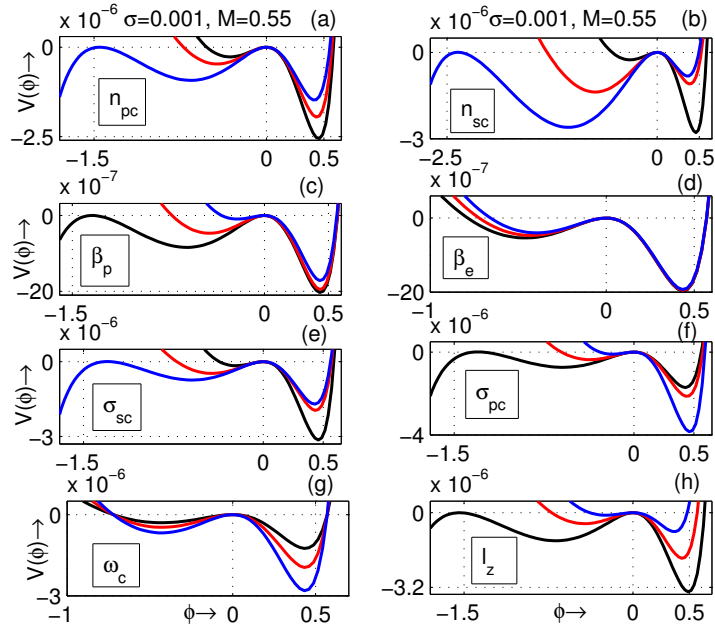 x 10⁻⁶ σ=0.001, M=0.55 (a)
0
−2.5
−1.5 0 0.5
V(ϕ)→
n_pc
x 10⁻⁶ σ=0.001, M=0.55 (b)
0
−3
−2.5 0 0.5
n_sc
x 10⁻⁷ (c)
0
−20
−1.5 0 0.5
V(ϕ)→
β_p
x 10⁻⁷ (d)
0
−20
−1 0 0.5
β_e
x 10⁻⁶
(e)
0
−3
−1.5 0 0.5
V(ϕ)→
σ_sc
x 10⁻⁶ (f)
0
−4
−1.5 0 0.5
σ_pc
x 10⁻⁶
(g)
0
−3
−1 ϕ→ 0 0.5
V(ϕ)→
ω_c
x 10⁻⁶ (h)
0
−3.2
−1.5 ϕ→ 0 0.5
l_z